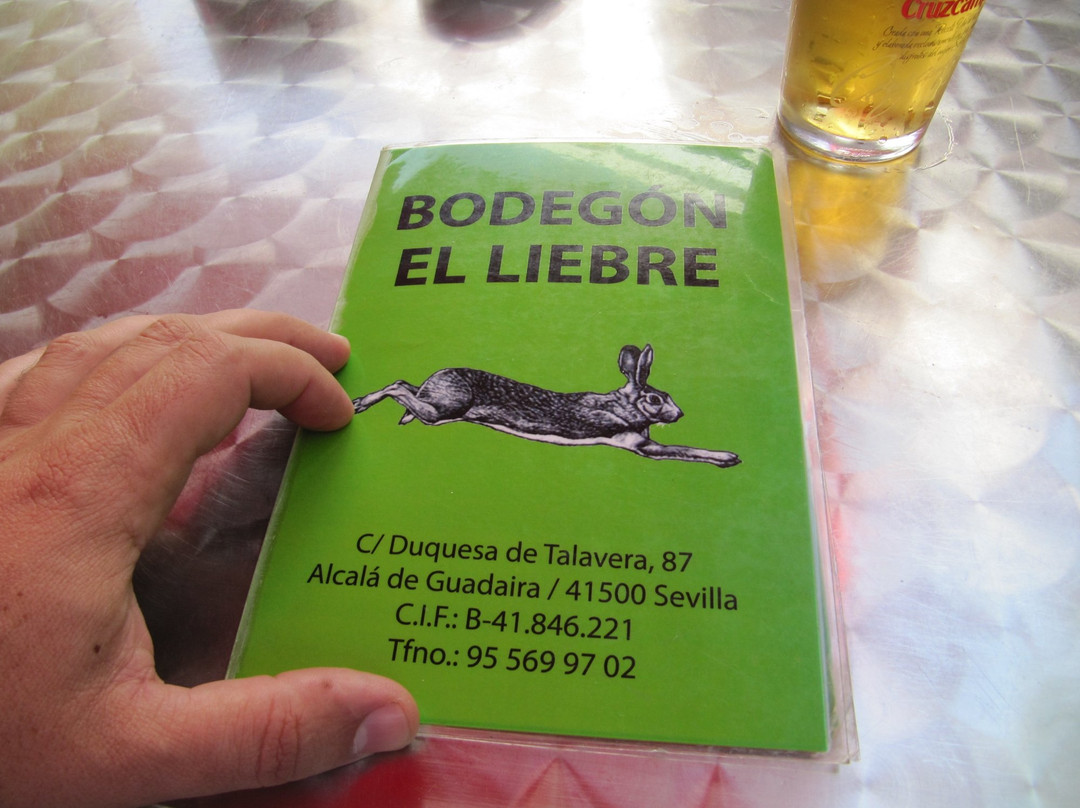 Cruzcam
BODEGÓN
EL LIEBRE
C/ Duquesa de Talavera, 87
Alcalá de Guadaira / 41500 Sevilla
C.I.F.: B-41.846.221
Tfno.: 95 569 97 02